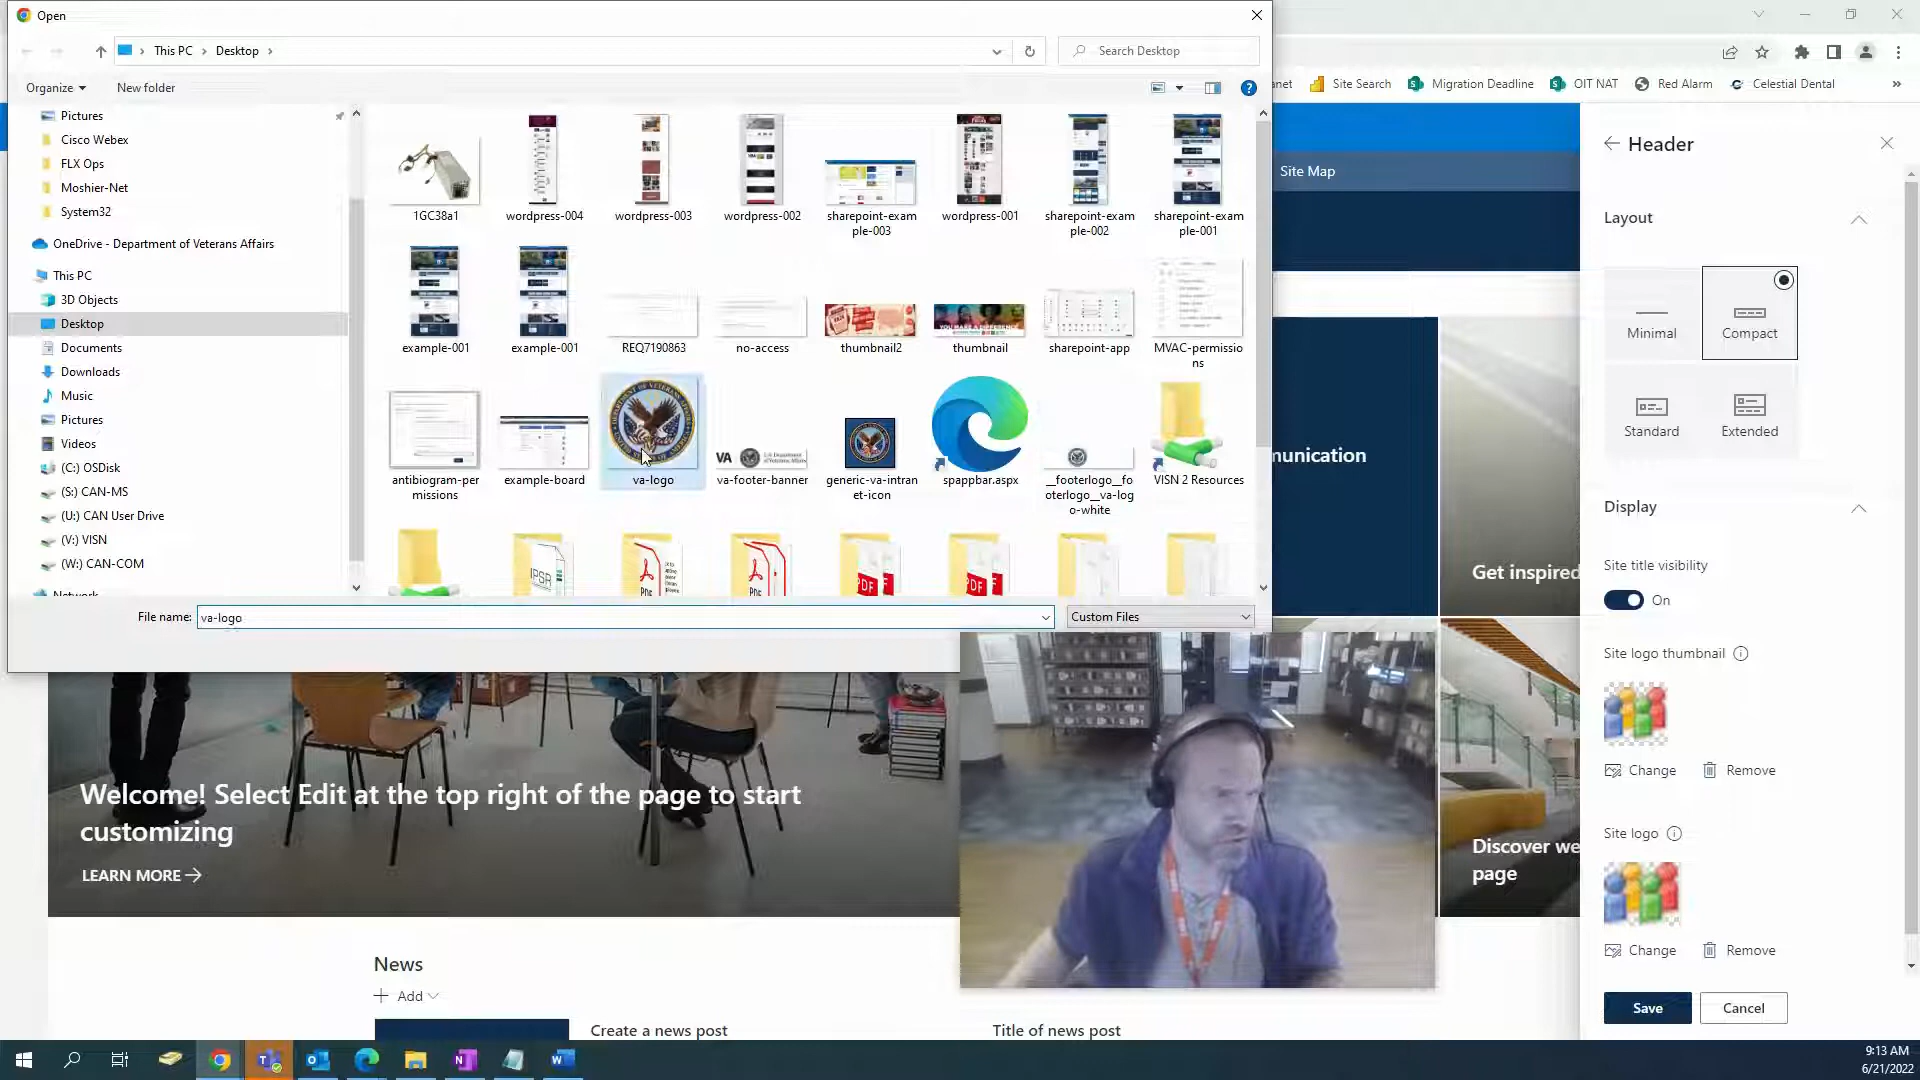 Open
This PC
Desktop
Search Desktop
Organize
New folder
Pictures
Cisco Webex
FLX Ops
Moshier-Net
System32
OneDrive - Department of Veterans Affairs
This PC
3D Objects
Desktop
Documents
Downloads
Music
Pictures
Videos
(C:) OSDisk
(S:) CAN-MS
(U:) CAN User Drive
(V:) VISN
(W:) CAN-COM
Network
1GC38a1
wordpress-004
wordpress-003
wordpress-002
sharepoint-exam
ple-003
wordpress-001
sharepoint-exam
ple-002
sharepoint-exam
ple-001
example-001
example-001
REQ7190863
no-access
thumbnail2
thumbnail
sharepoint-app
MVAC-permissio
ns
antibiogram-per
missions
example-board
va-logo
va-footer-banner
generic-va-intran
et-icon
spappbar.aspx
__footerlogo__fo
oterlogo__va-log
o-white
VISN 2 Resources
File name:
va-logo
Custom Files
anet
Site Search
Migration Deadline
OIT NAT
Red Alarm
Celestial Dental
»
Site Map
munication
Get inspired
Discover we
page
Header
Layout
Minimal
Compact
Standard
Extended
Display
Site title visibility
On
Site logo thumbnail
Change
Remove
Site logo
Change
Remove
Save
Cancel
Welcome! Select Edit at the top right of the page to start
customizing
LEARN MORE
News
Add
Create a news post
Title of news post
9:13 AM
6/21/2022